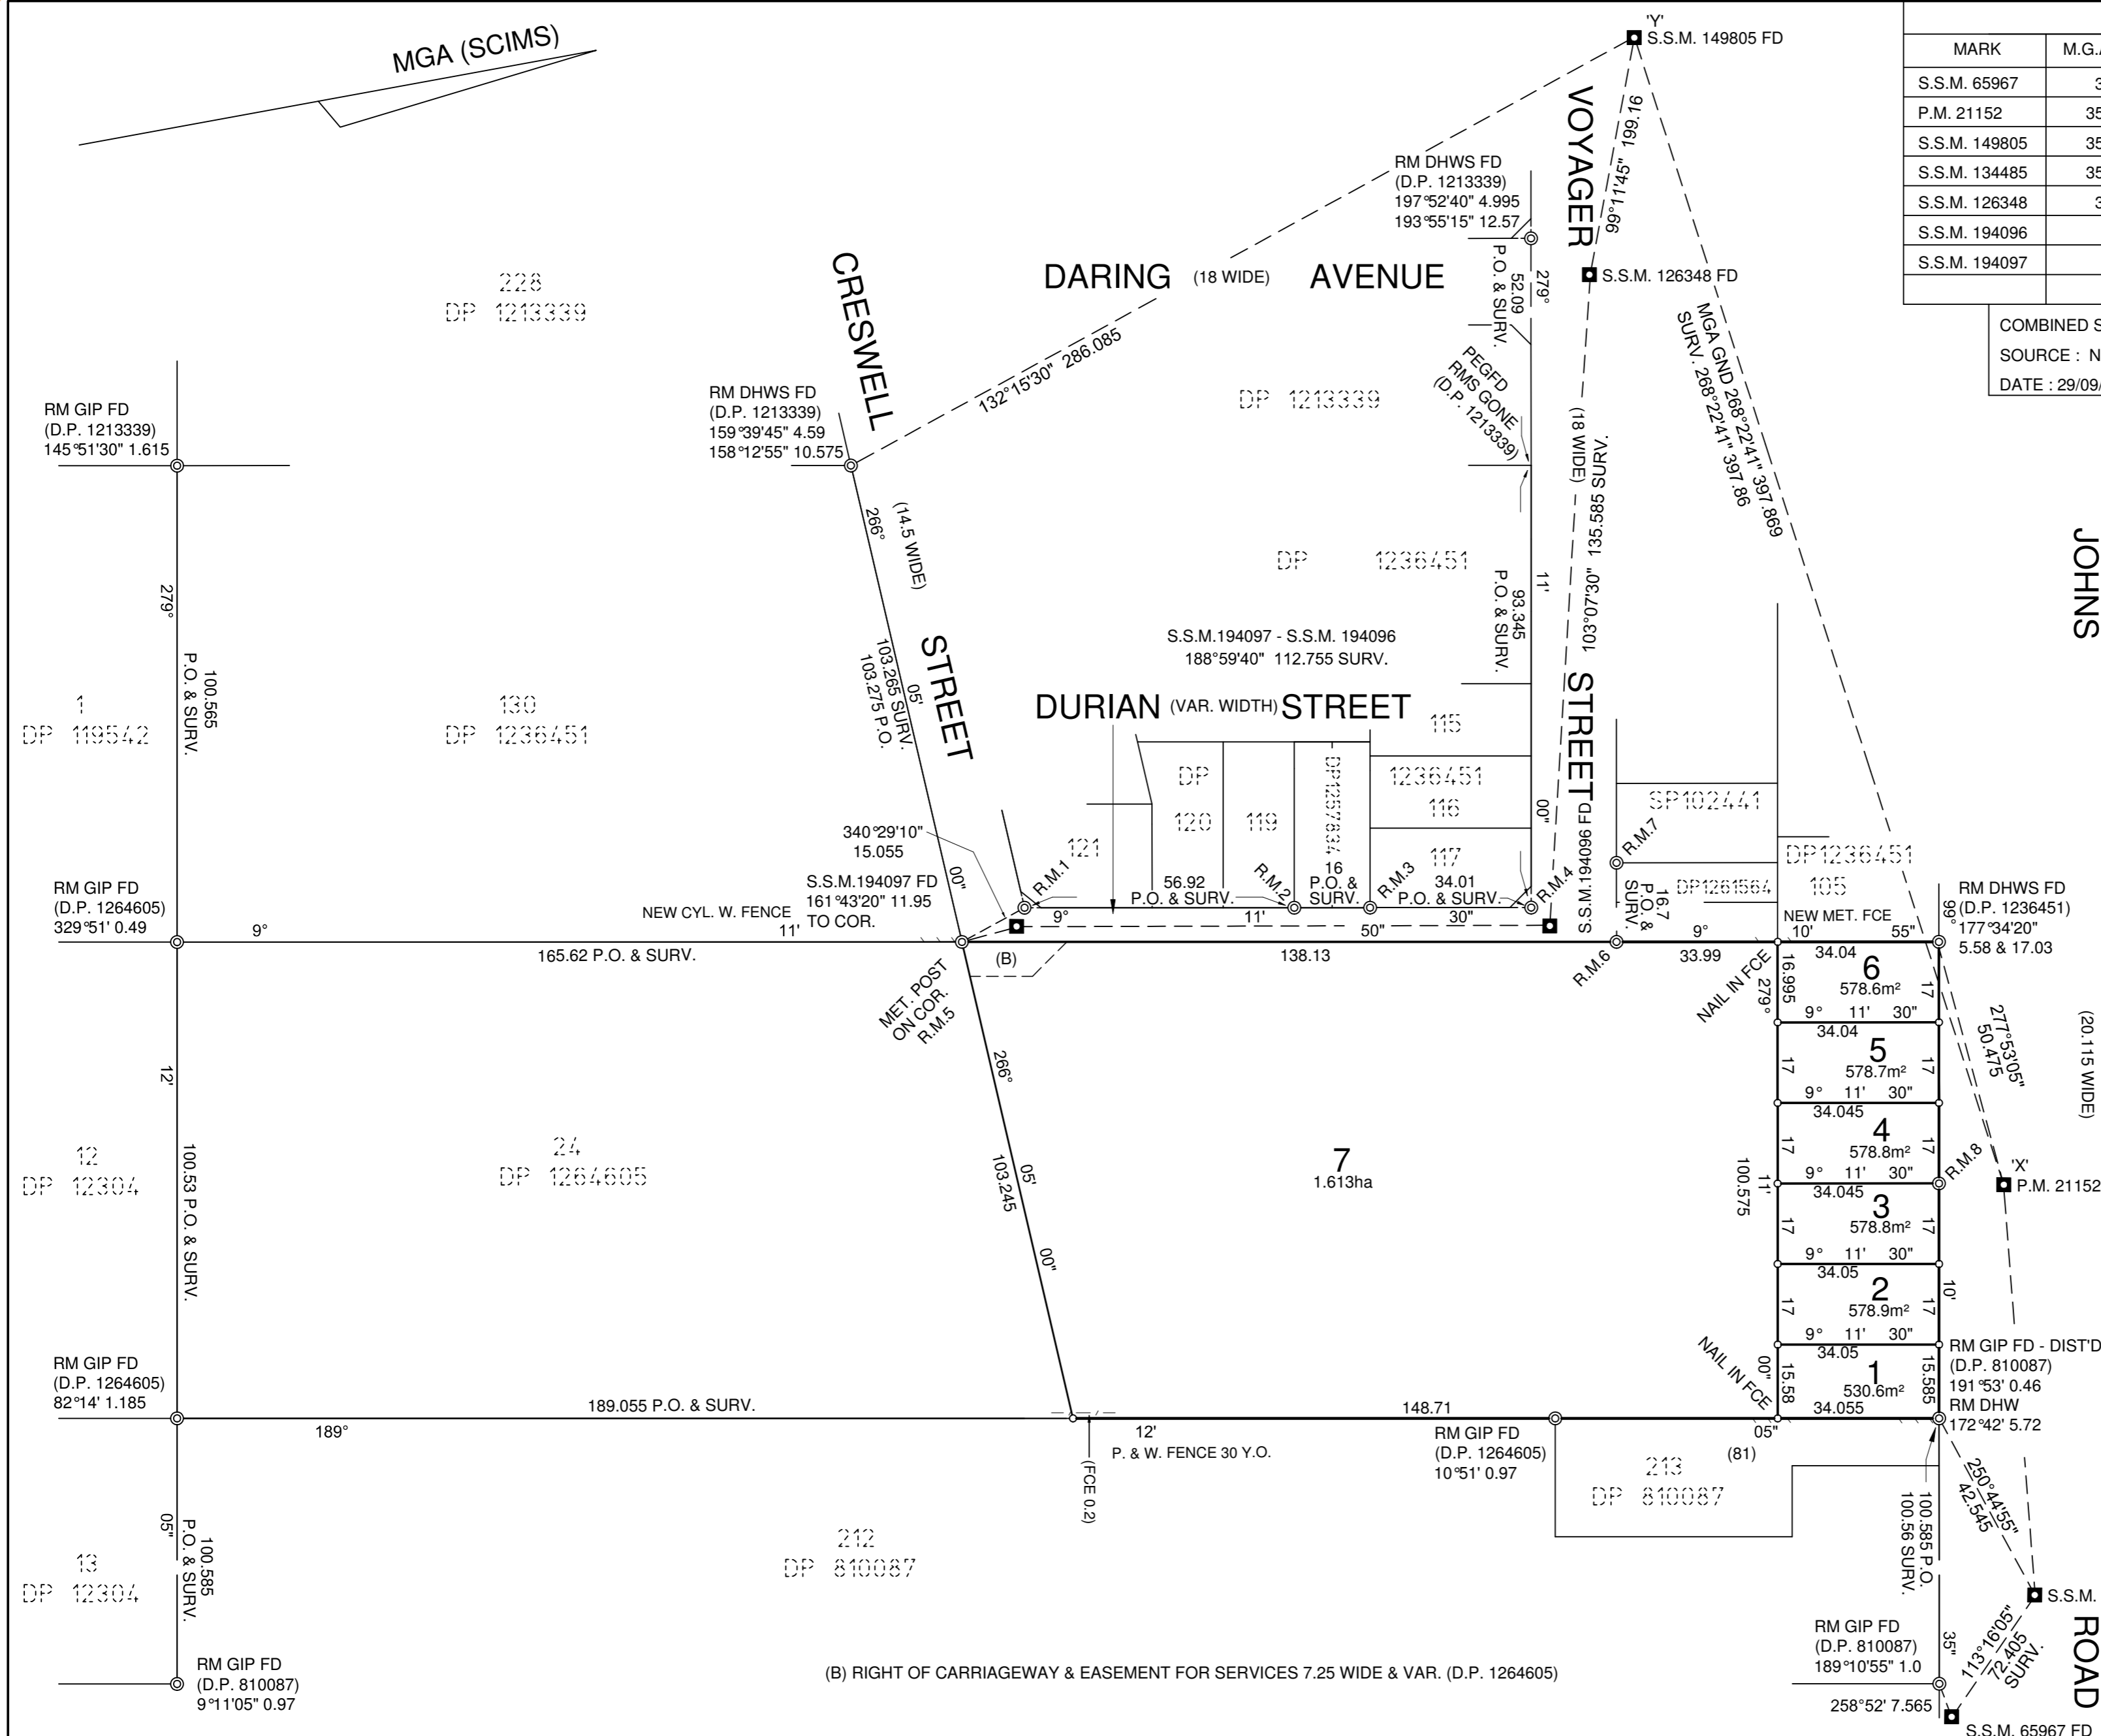 MGA (SCIMS)
'Y'
S.S.M. 149805 FD
MARK
S.S.M. 65967
P.M. 21152
S.S.M. 149805
S.S.M. 134485
S.S.M. 126348
S.S.M. 194096
S.S.M. 194097
COMBINED
SOURCE :
DATE : 29/09/
JOHNS
ROAD
(20.115 WIDE)
VOYAGER
STREET
(18 WIDE)
99°11'45" 199.16
S.S.M. 126348 FD
103°07'30" 135.585 SURV.
MGA GND 268°22'41" 397.869
SURV. 268°22'41" 397.86
RM DHWS FD
(D.P. 1213339)
197°52'40" 4.995
193°55'15" 12.57
DARING (18 WIDE) AVENUE
279°
52.09
P.O. & SURV.
PEGFD
RMS GONE
(D.P. 1213339)
11'
93.345
P.O. & SURV.
00"
132°15'30" 286.085
CRESWELL
STREET
(14.5 WIDE)
228
DP 1213339
DP 1213339
RM GIP FD
(D.P. 1213339)
145°51'30" 1.615
RM DHWS FD
(D.P. 1213339)
159°39'45" 4.59
158°12'55" 10.575
266°
05'
00"
103.265 SURV.
103.275 P.O.
279°
100.565
P.O. & SURV.
DP 1236451
S.S.M.194097 - S.S.M. 194096
188°59'40" 112.755 SURV.
DURIAN (VAR. WIDTH) STREET
1
DP 119542
130
DP 1236451
115
DP
1236451
DP1257834
120
119
116
121
117
SP102441
DP1236451
DP1261564
105
340°29'10"
15.055
S.S.M.194097 FD
161°43'20" 11.95
TO COR.
NEW CYL. W. FENCE
R.M.1
56.92
P.O. & SURV.
R.M.2
16
P.O. &
SURV.
R.M.3
34.01
P.O. & SURV.
R.M.4
9°
11'
30"
S.S.M.194096 FD
R.M.7
16.7
P.O. &
SURV.
NEW MET. FCE
RM DHWS FD
(D.P. 1236451)
177°34'20"
5.58 & 17.03
99°
RM GIP FD
(D.P. 1264605)
329°51' 0.49
9°
11'
50"
165.62 P.O. & SURV.
(B)
138.13
R.M.6
9°
33.99
10'
55"
34.04
MET. POST
ON COR.
R.M.5
NAIL IN FCE
279°
16.995
6
578.6m²
17
9° 11' 30"
34.04
17
5
578.7m²
17
9° 11' 30"
34.045
17
4
578.8m²
17
9° 11' 30"
34.045
R.M.8
17
3
578.8m²
17
9° 11' 30"
34.05
17
2
578.9m²
17
10'
9° 11' 30"
34.05
15.58
1
530.6m²
15.585
34.055
100.575
11'
00"
NAIL IN FCE
277°53'05"
50.475
'X'
P.M. 21152
266°
05'
00"
103.245
7
1.613ha
12'
100.53 P.O. & SURV.
12
DP 12304
24
DP 1264605
RM GIP FD
(D.P. 1264605)
82°14' 1.185
189.055 P.O. & SURV.
189°
12'
148.71
P. & W. FENCE 30 Y.O.
(FCE 0.2)
RM GIP FD
(D.P. 1264605)
10°51' 0.97
05"
(81)
RM GIP FD - DIST'D
(D.P. 810087)
191°53' 0.46
RM DHW
172°42' 5.72
213
DP 810087
212
DP 810087
250°44'55"
42.545
100.585 P.O.
100.56 SURV.
35"
05"
100.585
P.O. & SURV.
13
DP 12304
RM GIP FD
(D.P. 810087)
9°11'05" 0.97
(B) RIGHT OF CARRIAGEWAY & EASEMENT FOR SERVICES 7.25 WIDE & VAR. (D.P. 1264605)
RM GIP FD
(D.P. 810087)
189°10'55" 1.0
258°52' 7.565
113°16'05"
72.405
SURV.
S.S.M.
S.S.M. 65967 FD